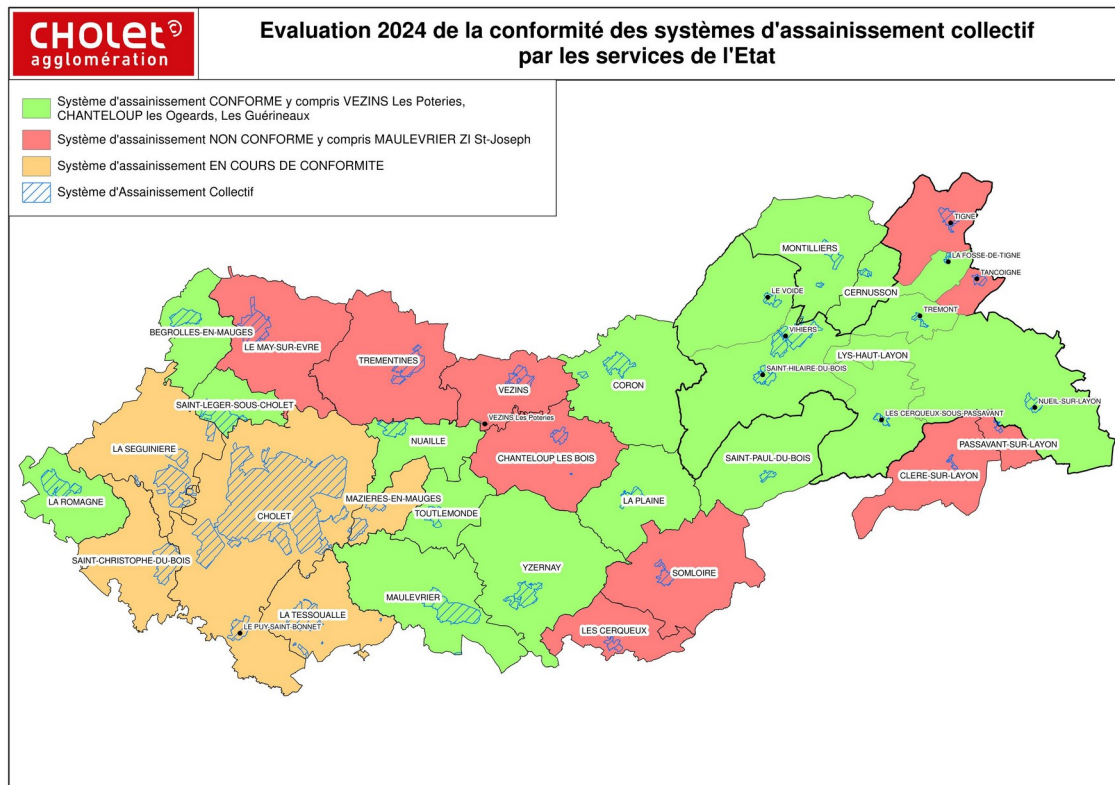 CHOLET
agglomération
Evaluation 2024 de la conformité des systèmes d'assainissement collectif
par les services de l'Etat
Système d'assainissement CONFORME y compris VEZINS Les Poteries,
CHANTELOUP les Ogeards, Les Guérineaux
Système d'assainissement NON CONFORME y compris MAULEVRIER ZI St-Joseph
Système d'assainissement EN COURS DE CONFORMITE
Système d'Assainissement Collectif
TIGNE
MONTILLIERS
LA FOSSE-DE-TIGNE
TANCOIGNE
CERNUSSON
LE VOIDE
TREMONT
BEGROLLES-EN-MAUGES
VIHIERS
LE MAY-SUR-EVRE
LYS-HAUT-LAYON
TREMENTINES
SAINT-HILAIRE-DU-BOIS
CORON
VEZINS
NUEIL-SUR-LAYON
SAINT-LEGER-SOUS-CHOLET
VEZINS Les Poteries
LES CERQUEUX-SOUS-PASSAVANT
NUAILLE
PASSAVANT-SUR-LAYON
LA SEGUINIERE
CHANTELOUP LES BOIS
SAINT-PAUL-DU-BOIS
CLERE-SUR-LAYON
MAZIERES-EN-MAUGES
LA PLAINE
LA ROMAGNE
CHOLET
TOUTLEMONDE
SAINT-CHRISTOPHE-DU-BOIS
YZERNAY
SOMLOIRE
MAULEVRIER
LA TESSOUALLE
LE PUY-SAINT-BONNET
LES CERQUEUX